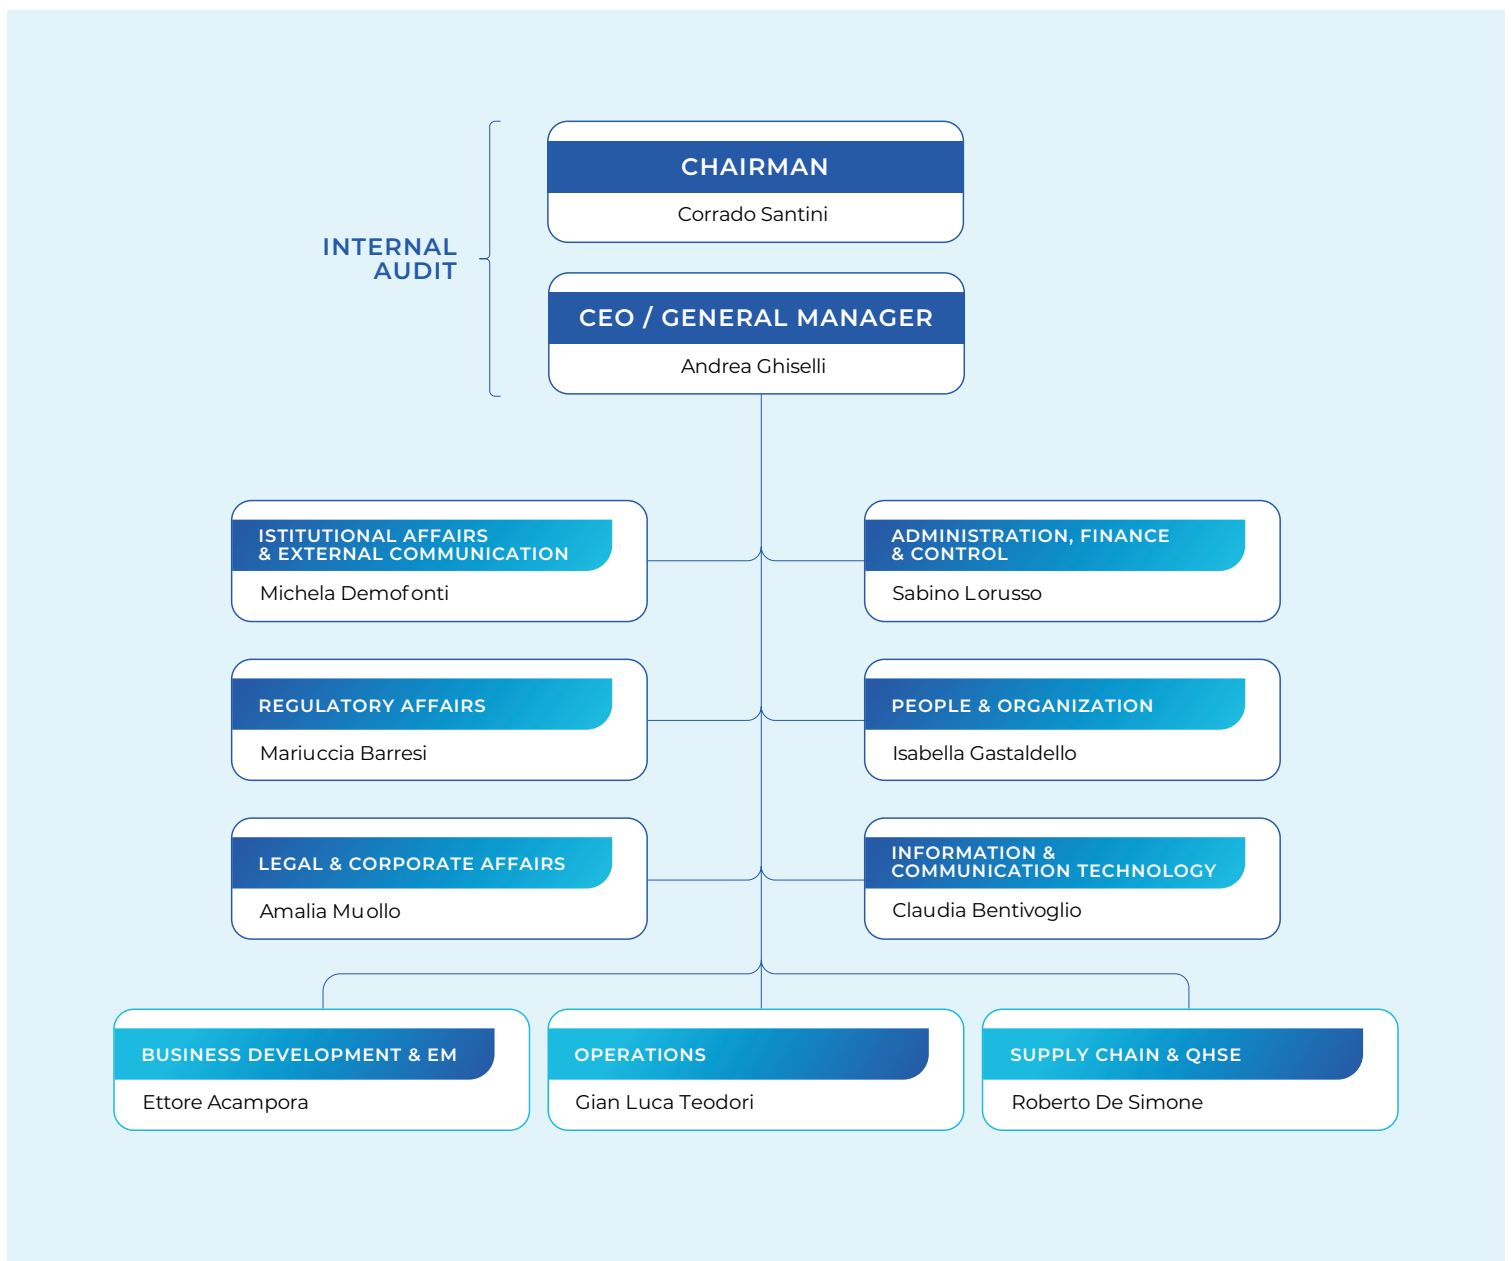 CHAIRMAN
Corrado Santini
INTERNAL
AUDIT
CEO / GENERAL MANAGER
Andrea Ghiselli
ISTITUTIONAL AFFAIRS
& EXTERNAL COMMUNICATION
Michela Demofonti
ADMINISTRATION, FINANCE
& CONTROL
Sabino Lorusso
REGULATORY AFFAIRS
Mariuccia Barresi
PEOPLE & ORGANIZATION
Isabella Gastaldello
LEGAL & CORPORATE AFFAIRS
Amalia Muollo
INFORMATION &
COMMUNICATION TECHNOLOGY
Claudia Bentivoglio
BUSINESS DEVELOPMENT & EM
Ettore Acampora
OPERATIONS
Gian Luca Teodori
SUPPLY CHAIN & QHSE
Roberto De Simone